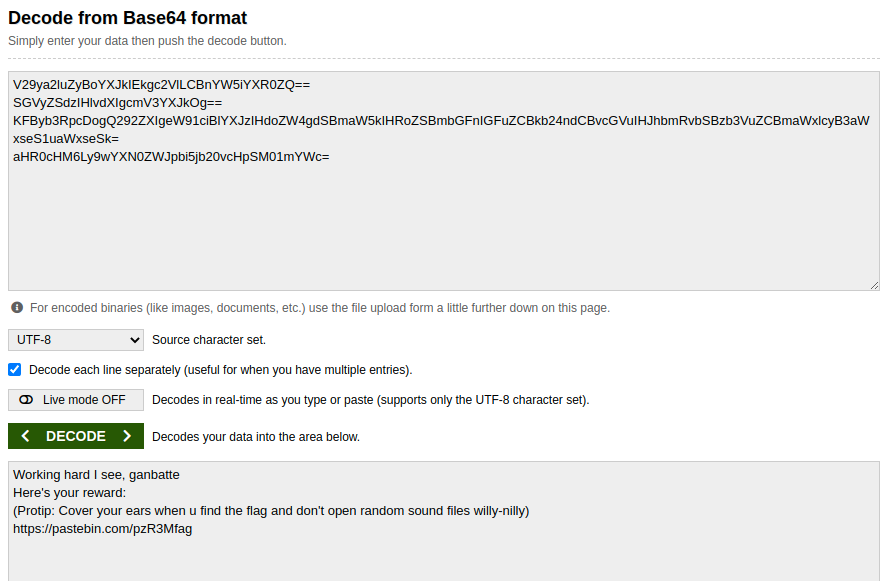 Decode from Base64 format
Simply enter your data then push the decode button.
V29ya2luZyBoYXJkIEkgc2VlLCBnYW5iYXR0ZQ==
SGVyZSdzIHlvdXIgcmV3YXJkOg==
KFByb3RpcDogQ292ZXIgeW91ciBlYXJzIHdoZW4gdSBmaW5kIHRoZSBmbGFnIGFuZCBkb24ndCBvcGVuIHJhbmRvbSBzb3VuZCBmaWxlcyB3aW
xseS1uaWxseSk=
aHR0cHM6Ly9wYXN0ZWJpbi5jb20vcHpSM01mYWc=
For encoded binaries (like images, documents, etc.) use the file upload form a little further down on this page.
UTF-8 Source character set.
Decode each line separately (useful for when you have multiple entries).
Live mode OFF Decodes in real-time as you type or paste (supports only the UTF-8 character set).
DECODE Decodes your data into the area below.
Working hard I see, ganbatte
Here's your reward:
(Protip: Cover your ears when u find the flag and don't open random sound files willy-nilly)
https://pastebin.com/pzR3Mfag